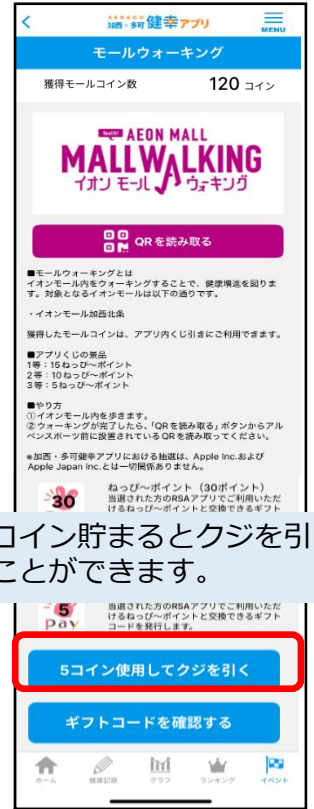 SENKOU
加西・多可 健幸アプリ
MENU
モールウォーキング
獲得モールコイン数 120 コイン
Health! AEON MALL
MALLWALKING
イオン モール ウォーキング
QRを読み取る
■モールウォーキングとは
イオンモール内をウォーキングすることで、健康増進を図りま
す。対象となるイオンモールは以下の通りです。
・イオンモール加西北条
獲得したモールコインは、アプリ内くじ引きにご利用できます。
■アプリくじの景品
1等：15ねっぴ〜ポイント
2等：10ねっぴ〜ポイント
3等：5ねっぴ〜ポイント
■やり方
①イオンモール内を歩きます。
②ウォーキングが完了したら、「QRを読み取る」ボタンからアル
ペンスポーツ前に設置されているQRを読み取ってください。
*加西・多可健幸アプリにおける抽選は、Apple Inc.および
Apple Japan Inc.とは一切関係ありません。
30
ねっぴ〜ポイント（30ポイント）
当選された方のRSAアプリでご利用いただ
けるねっぴ〜ポイントと交換できるギフト
コイン貯まるとクジを引
ことができます。
5
Pay
当選された方のRSAアプリでご利用いただ
けるねっぴ〜ポイントと交換できるギフト
コードを発行します。
5コイン使用してクジを引く
ギフトコードを確認する
ホーム 健康記録 グラフ ランキング イベント